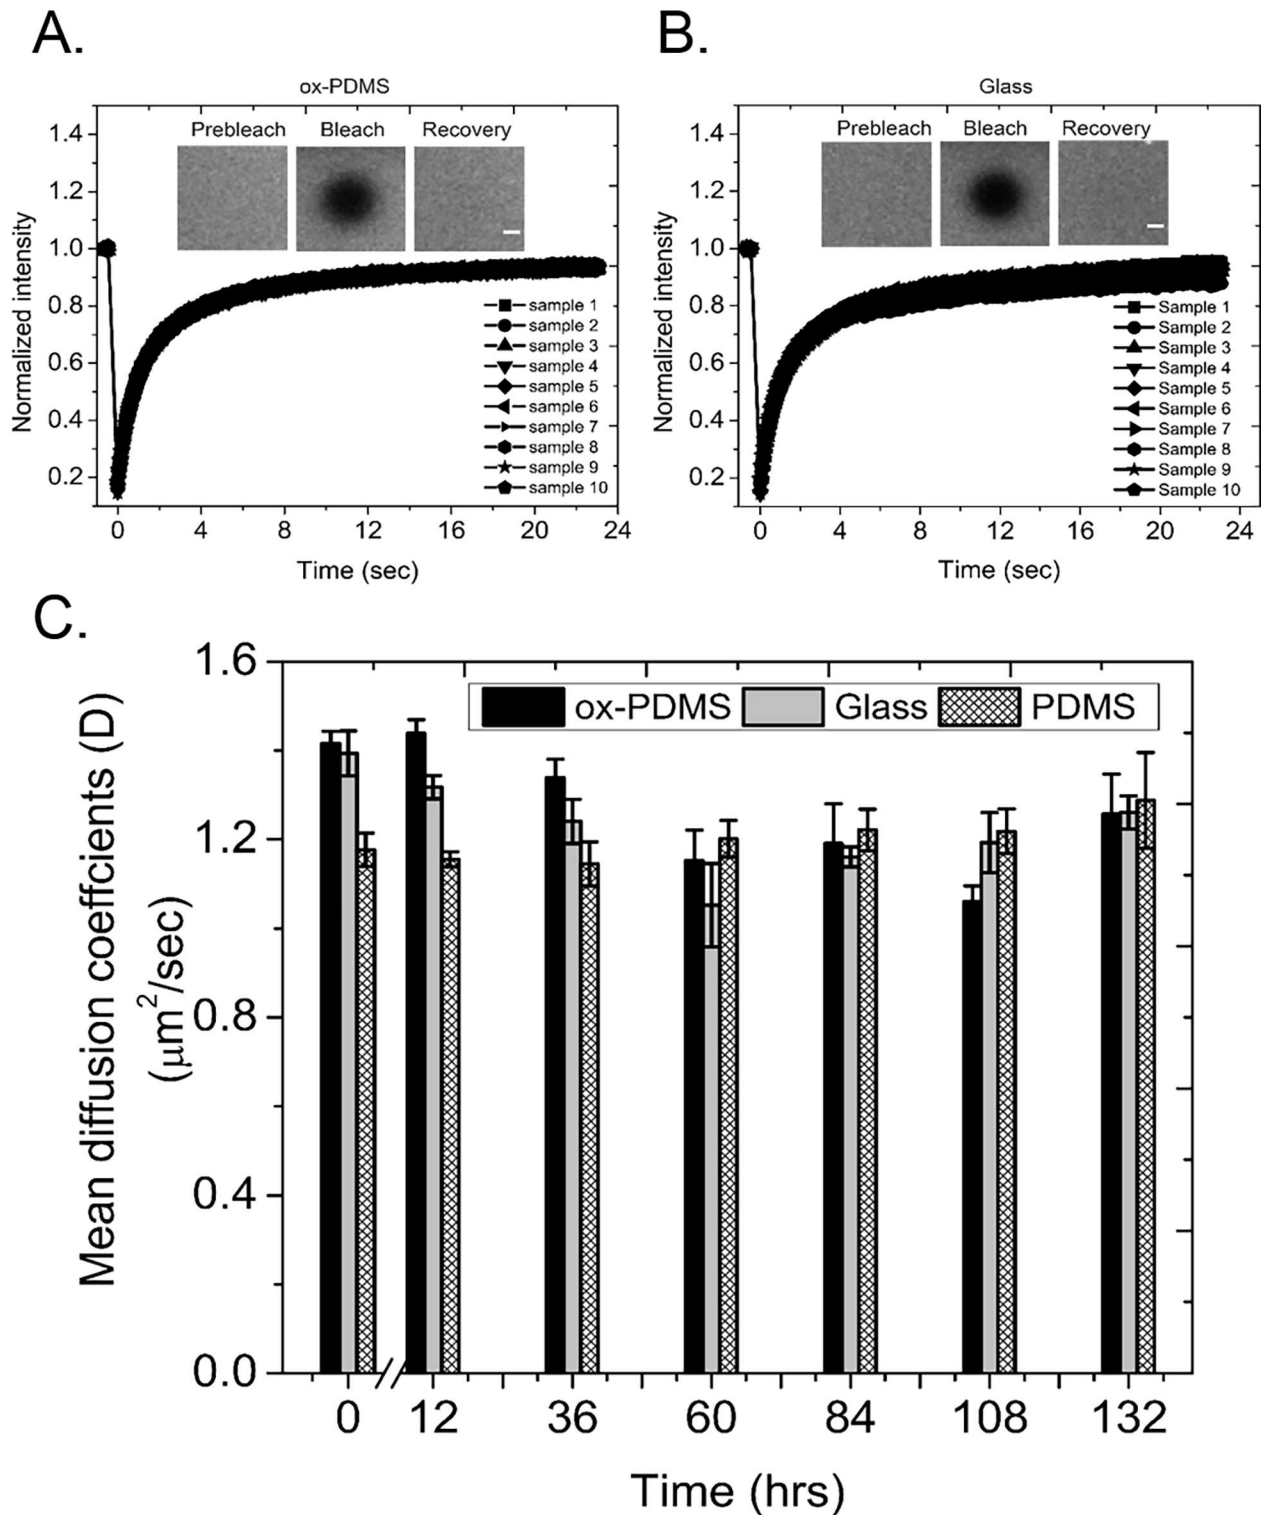 A.
ox-PDMS
Prebleach Bleach Recovery
1.4
1.2
1.0
0.8
0.6
0.4
0.2
Normalized intensity
sample 1
sample 2
sample 3
sample 4
sample 5
sample 6
sample 7
sample 8
sample 9
sample 10
0 4 8 12 16 20 24
Time (sec)
B.
Glass
Prebleach Bleach Recovery
1.4
1.2
1.0
0.8
0.6
0.4
0.2
Normalized intensity
Sample 1
Sample 2
Sample 3
Sample 4
Sample 5
Sample 6
Sample 7
Sample 8
Sample 9
Sample 10
0 4 8 12 16 20 24
Time (sec)
C.
ox-PDMS Glass PDMS
1.6
1.2
0.8
0.4
0.0
Mean diffusion coeffcients (D)
(μm²/sec)
0 12 36 60 84 108 132
Time (hrs)